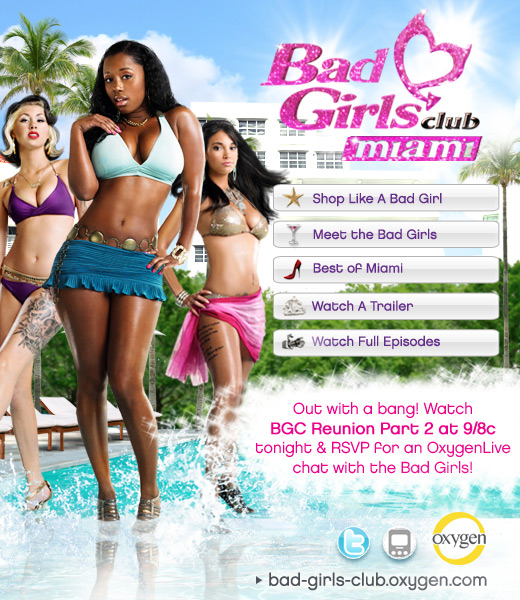 Bad
Girls club
miami
Shop Like A Bad Girl
Meet the Bad Girls
Best of Miami
Watch A Trailer
Watch Full Episodes
Out with a bang! Watch
BGC Reunion Part 2 at 9/8c
tonight & RSVP for an OxygenLive
chat with the Bad Girls!
oxygen
bad-girls-club.oxygen.com